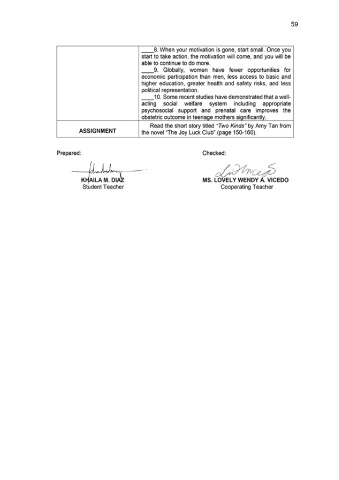 59
____8. When your motivation is gone, start small. Once you
start to take action, the motivation will come, and you will be
able to continue to do more.
____9. Globally, women have fewer opportunities for
economic participation than men, less access to basic and
higher education, greater health and safety risks, and less
political representation.
____10. Some recent studies have demonstrated that a well-
acting social welfare system including appropriate
psychosocial support and prenatal care improves the
obstetric outcome in teenage mothers significantly.
ASSIGNMENT
Read the short story titled "Two Kinds" by Amy Tan from
the novel "The Joy Luck Club" (page 150-160).
Prepared: Checked:
KHAILA M. DIAZ MS. LOVELY WENDY A. VICEDO
Student Teacher Cooperating Teacher